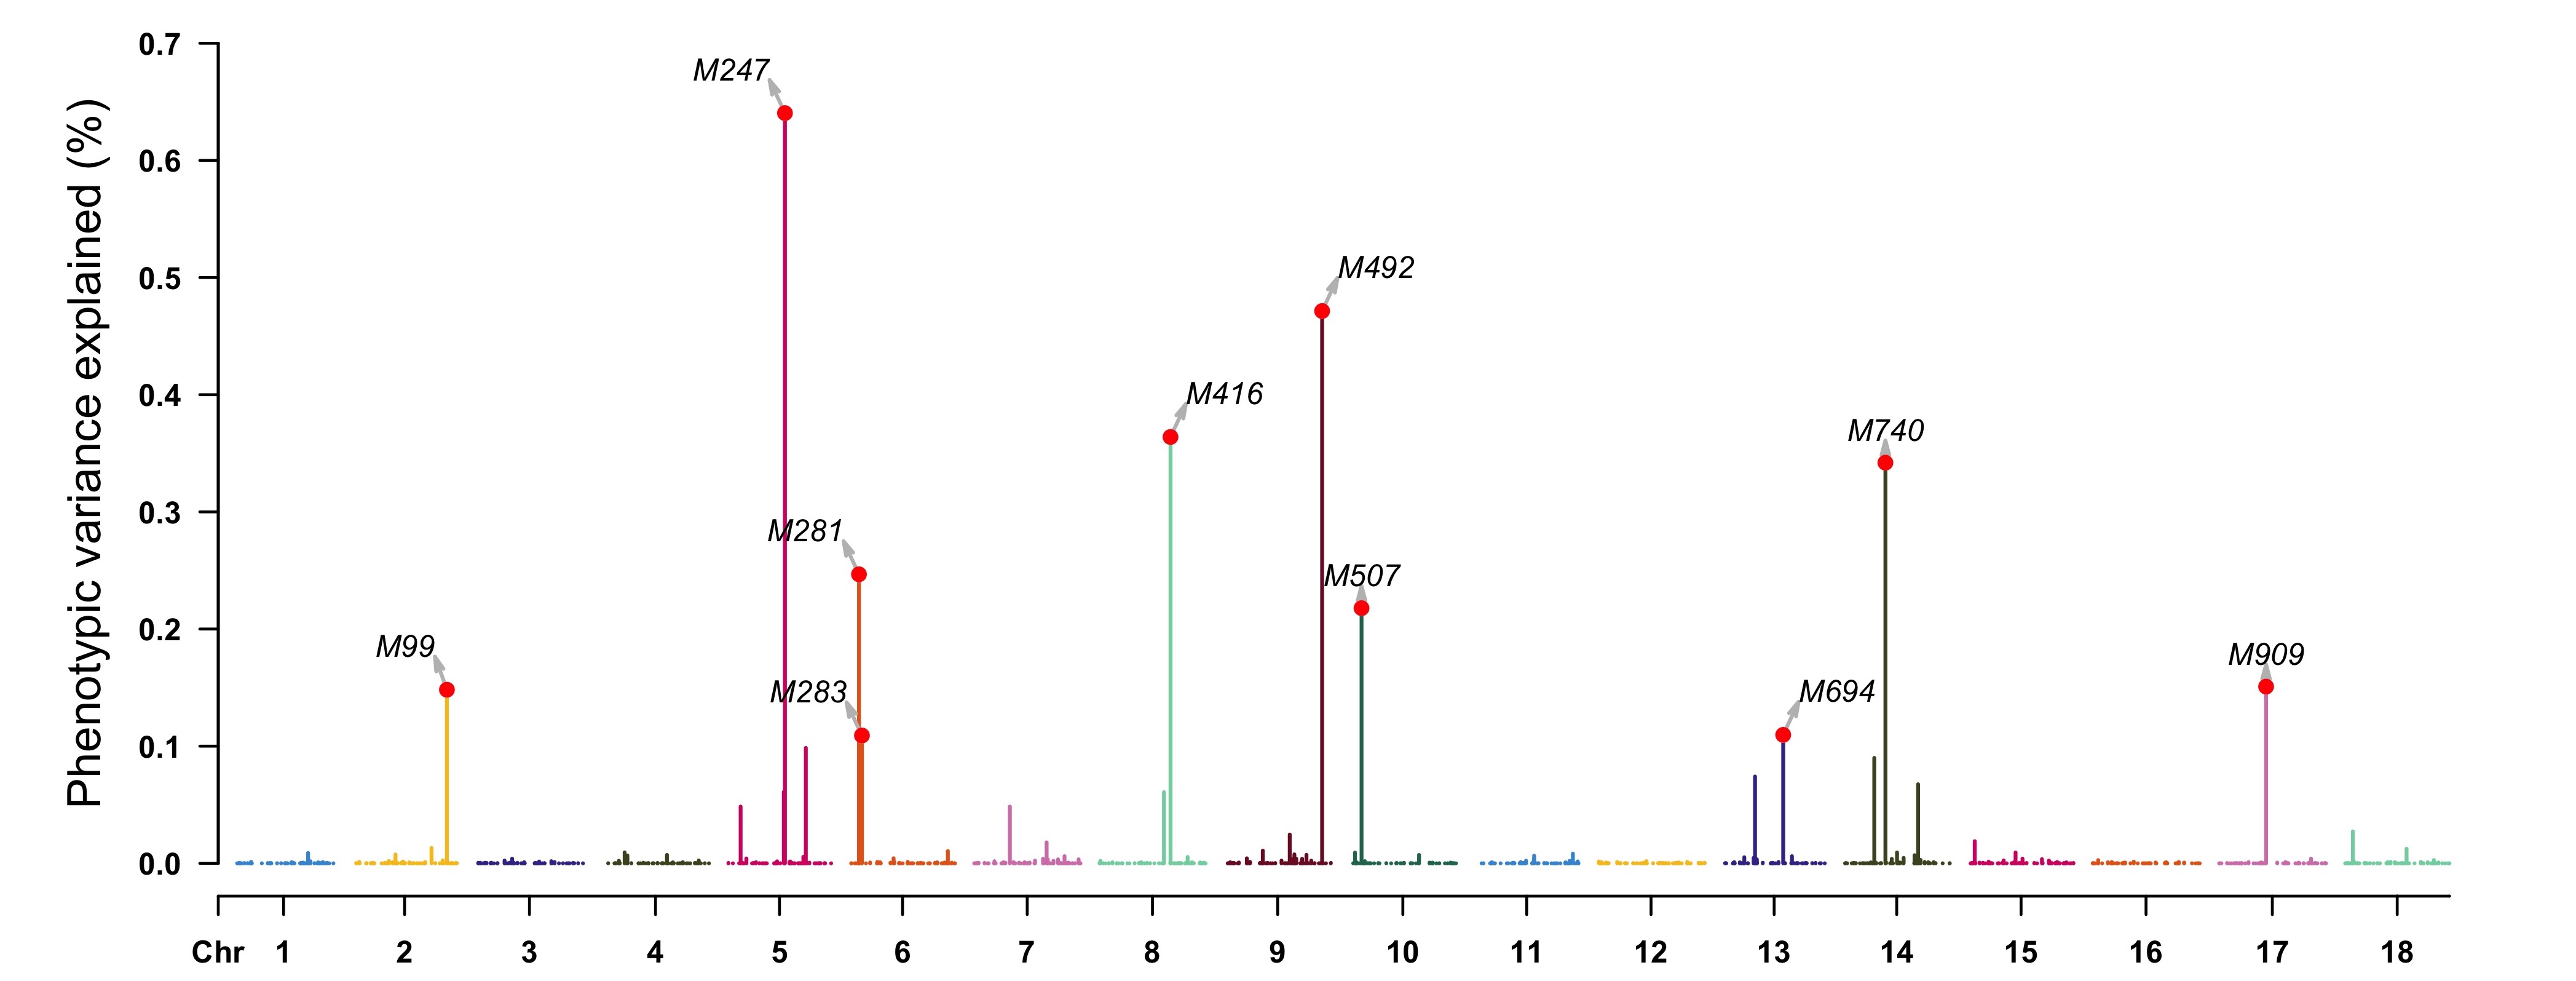 Phenotypic variance explained (%)
0.7
0.6
0.5
0.4
0.3
0.2
0.1
0.0
M247
M492
M416
M740
M281
M507
M99
M909
M283
M694
Chr 1 2 3 4 5 6 7 8 9 10 11 12 13 14 15 16 17 18